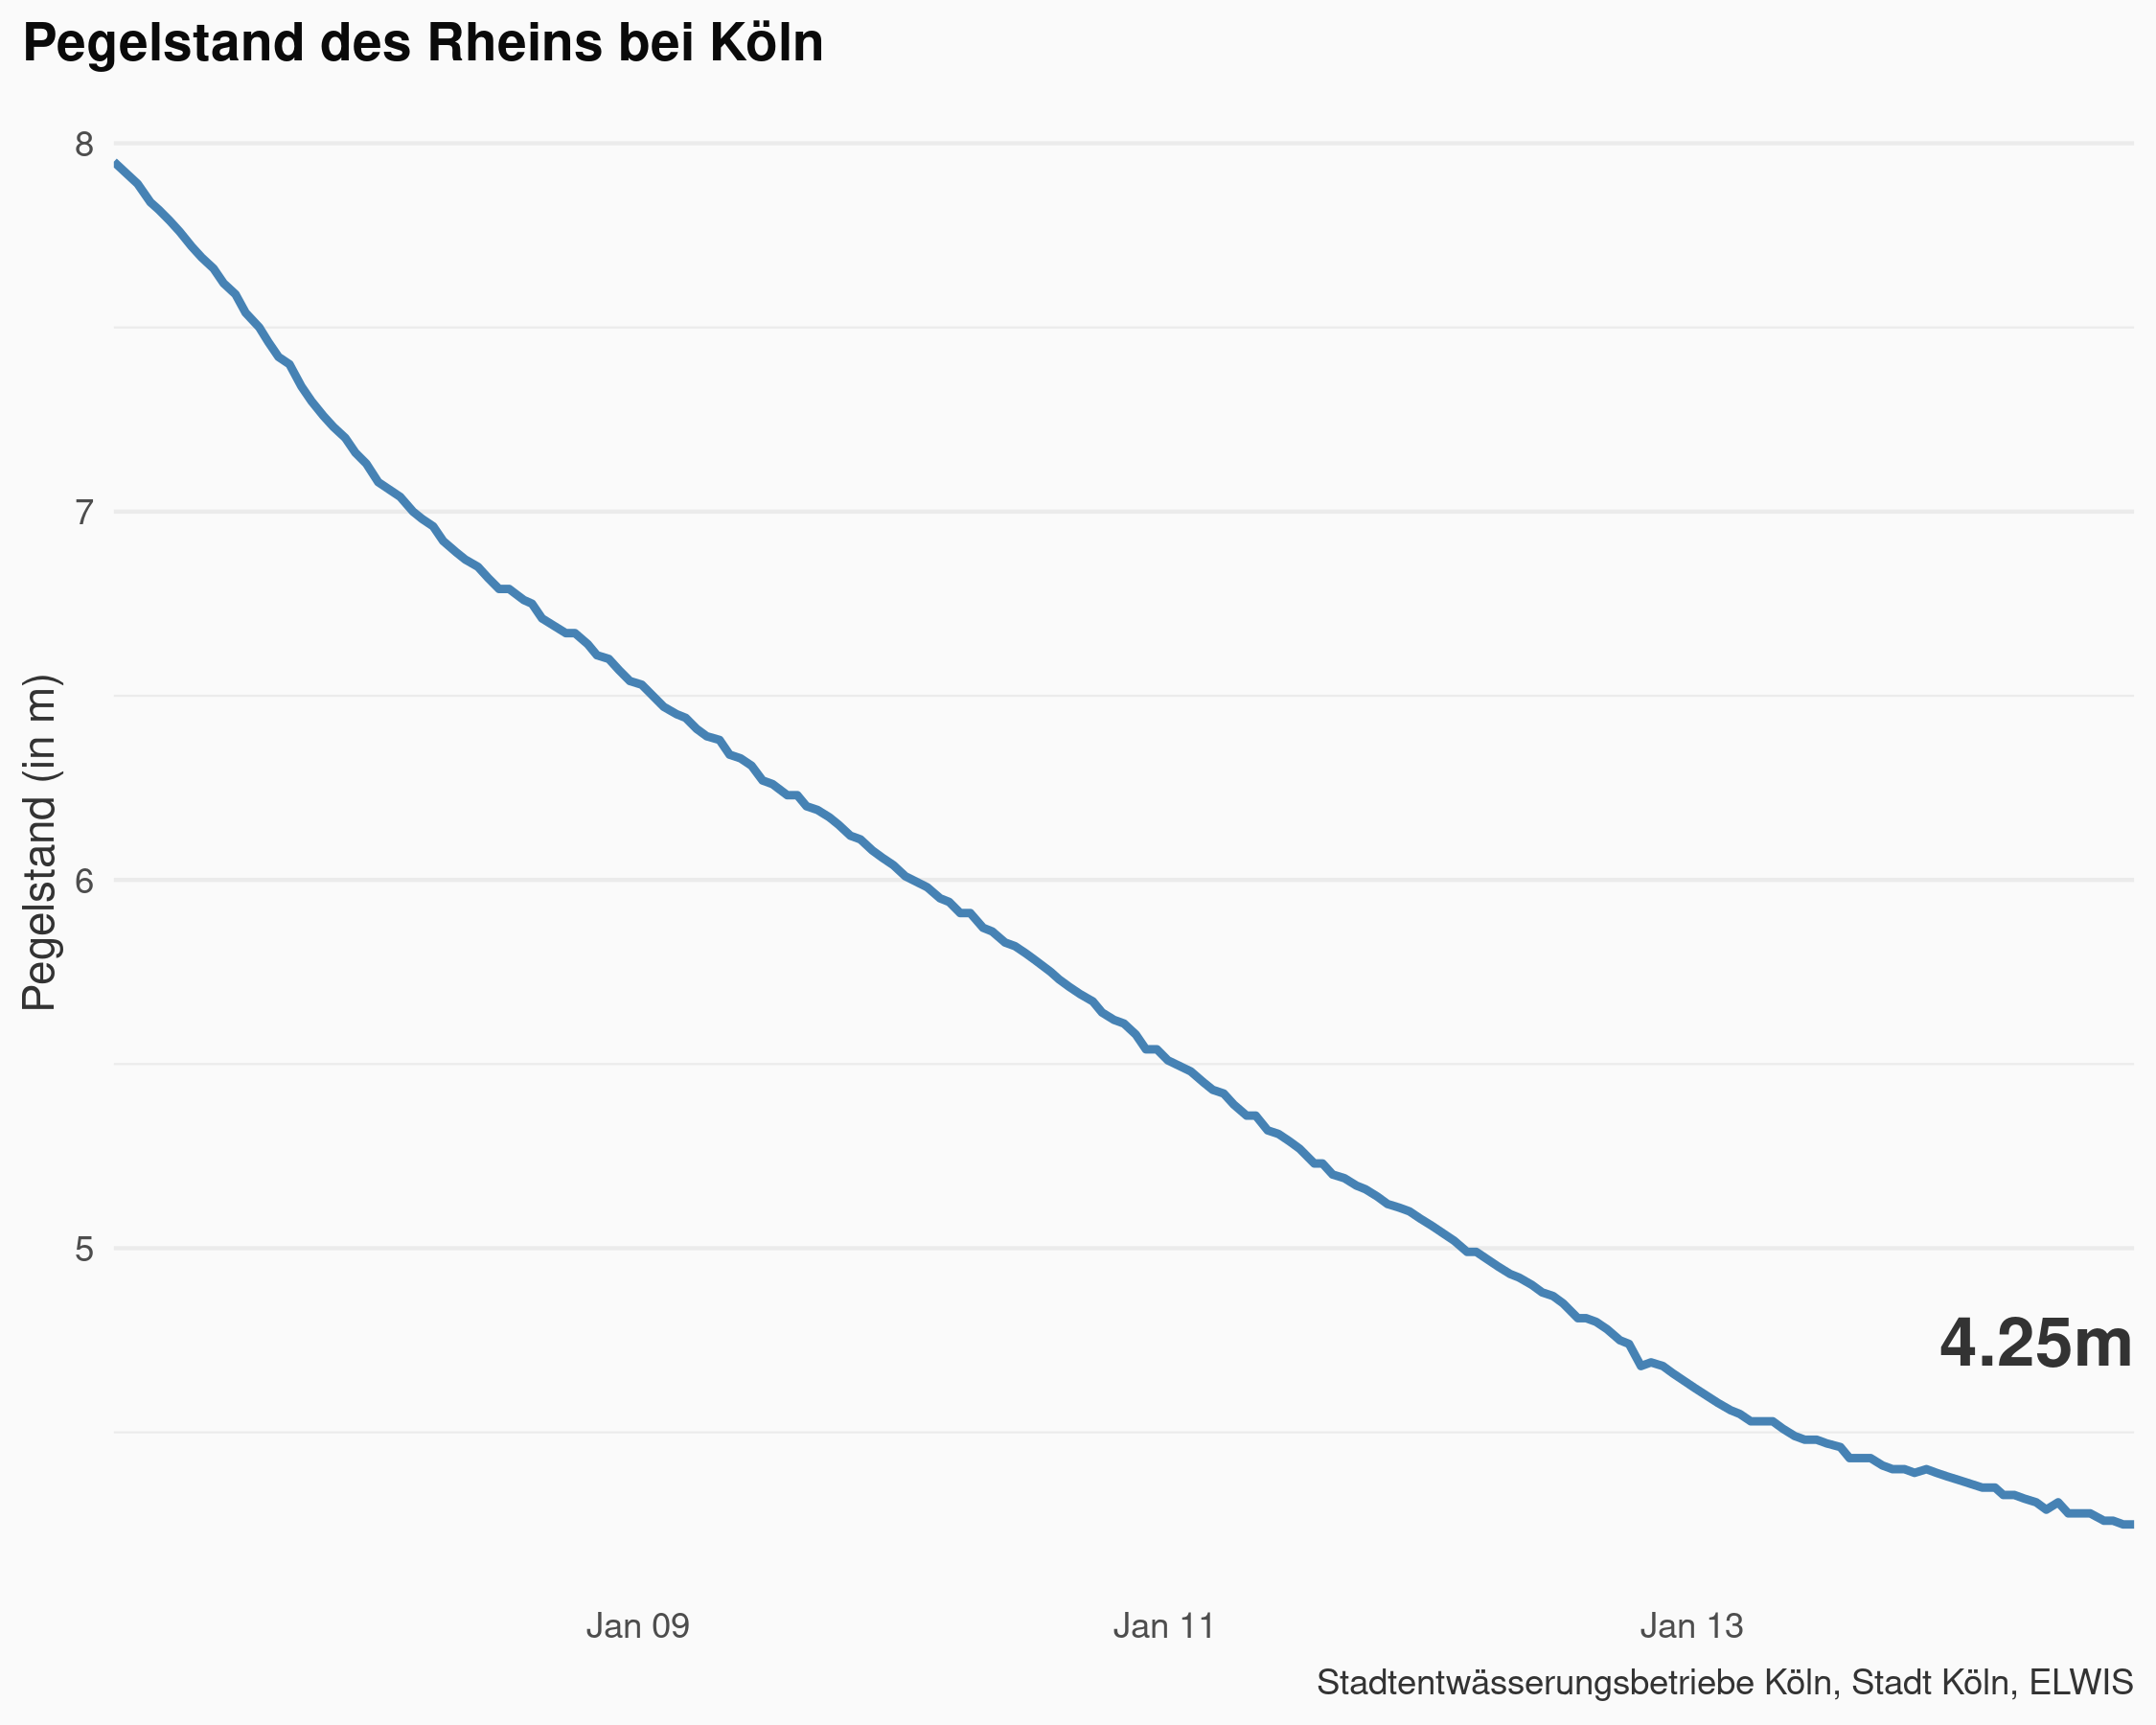 Pegelstand des Rheins bei Köln
Pegelstand (in m)
8
7
6
5
4.25m
Jan 09
Jan 11
Jan 13
Stadtentwässerungsbetriebe Köln, Stadt Köln, ELWIS